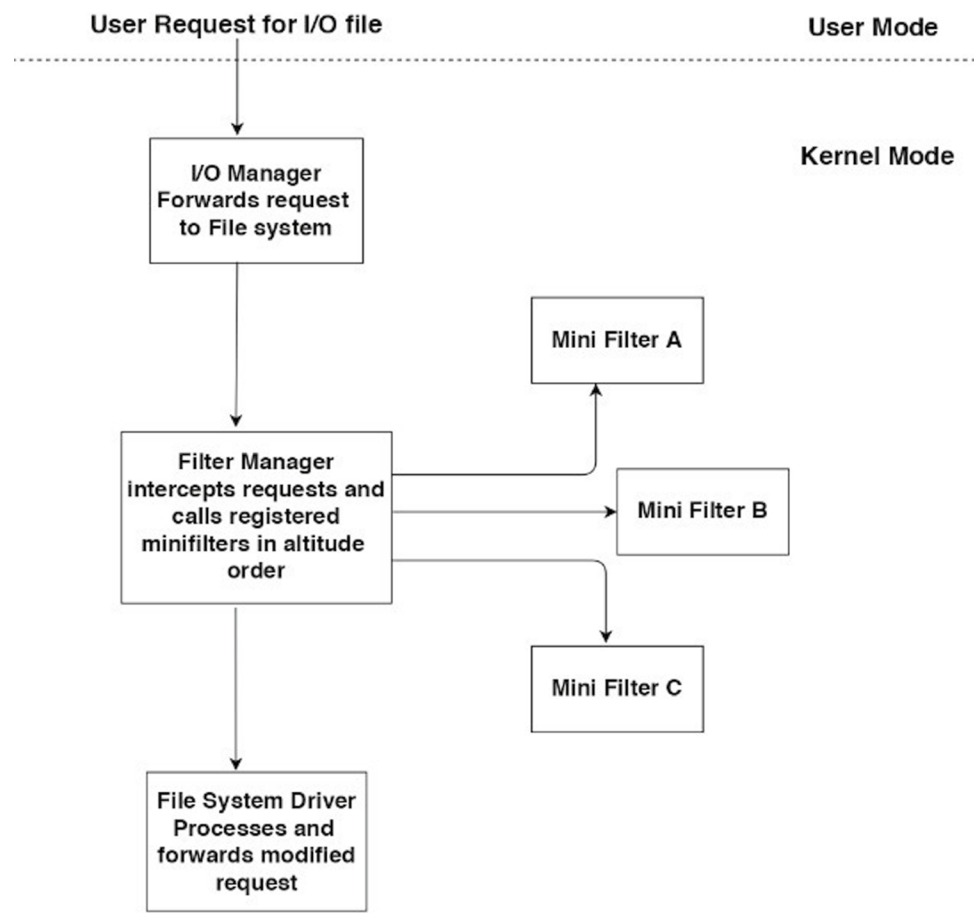 User Request for I/O file
User Mode
Kernel Mode
I/O Manager
Forwards request
to File system
Mini Filter A
Filter Manager
intercepts requests and
calls registered
minifilters in altitude
order
Mini Filter B
Mini Filter C
File System Driver
Processes and
forwards modified
request